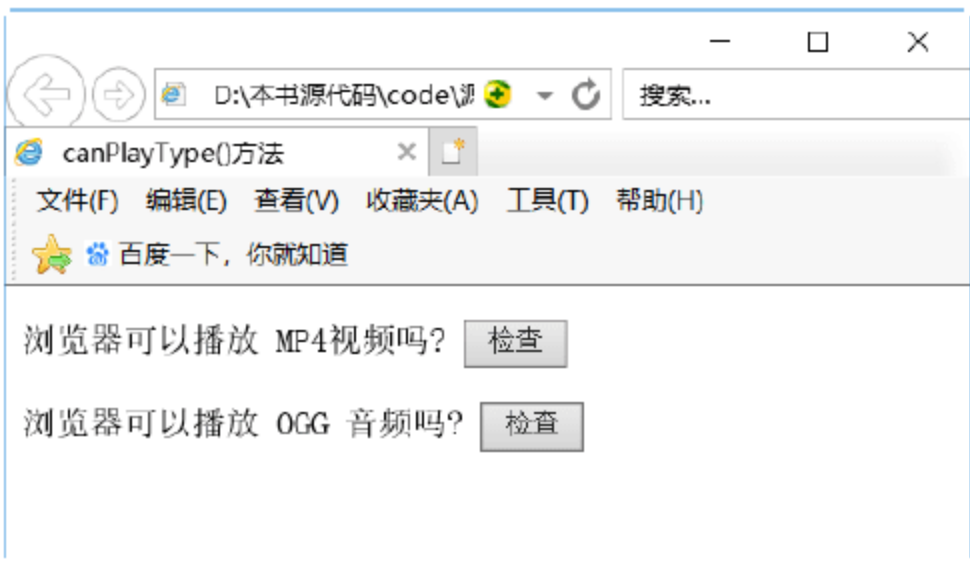 D:\本书源代码\code\源 搜索...
canPlayType()方法
文件(F) 编辑(E) 查看(V) 收藏夹(A) 工具(T) 帮助(H)
百度一下，你就知道
浏览器可以播放 MP4视频吗? 检查
浏览器可以播放 OGG 音频吗? 检查